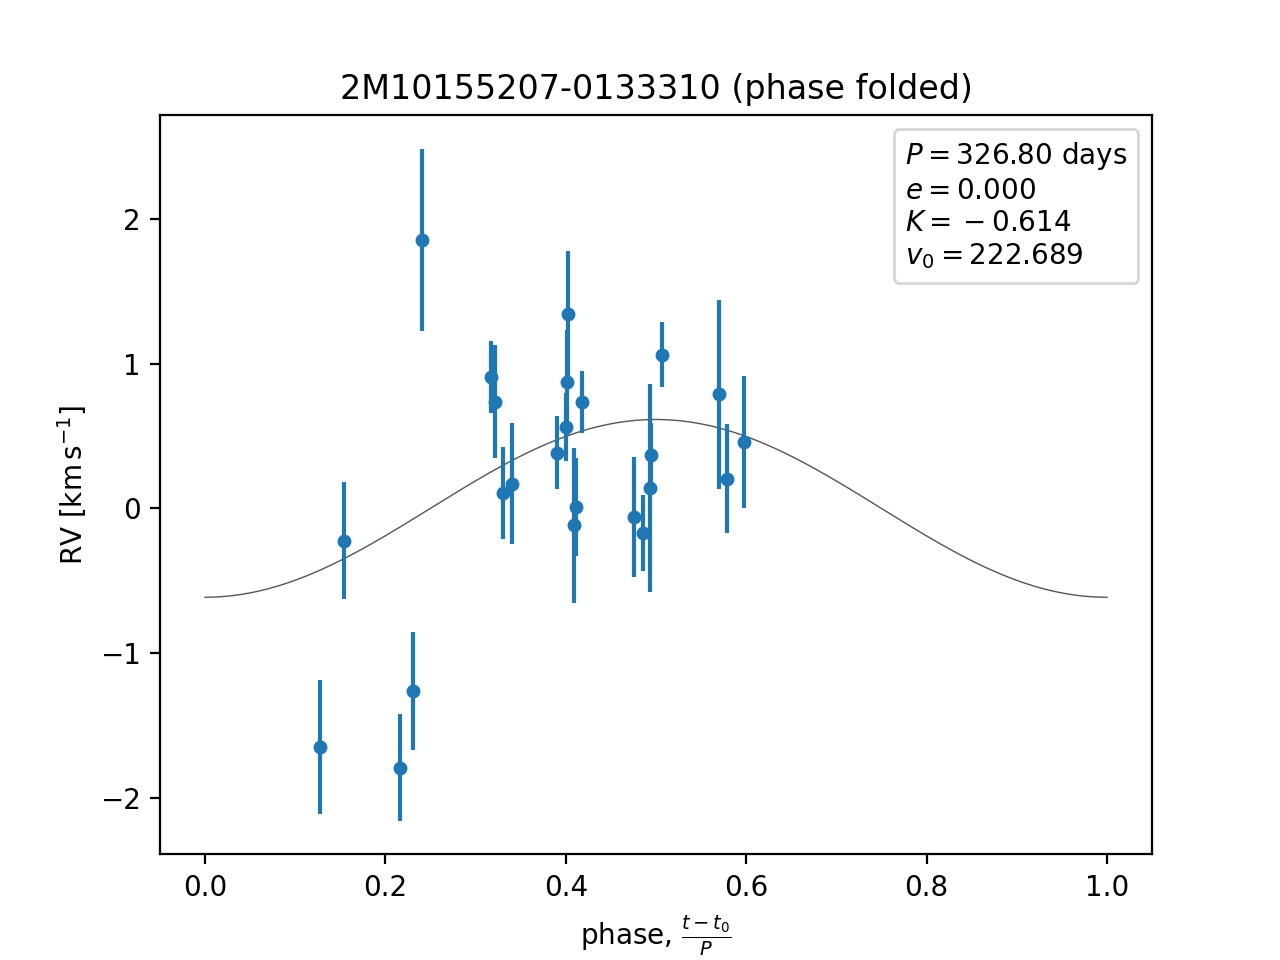 2M10155207-0133310 (phase folded)
P = 326.80 days
e = 0.000
K = −0.614
v₀ = 222.689
2
1
0
−1
−2
RV [km s⁻¹]
0.0 0.2 0.4 0.6 0.8 1.0
phase, (t − t₀)/P